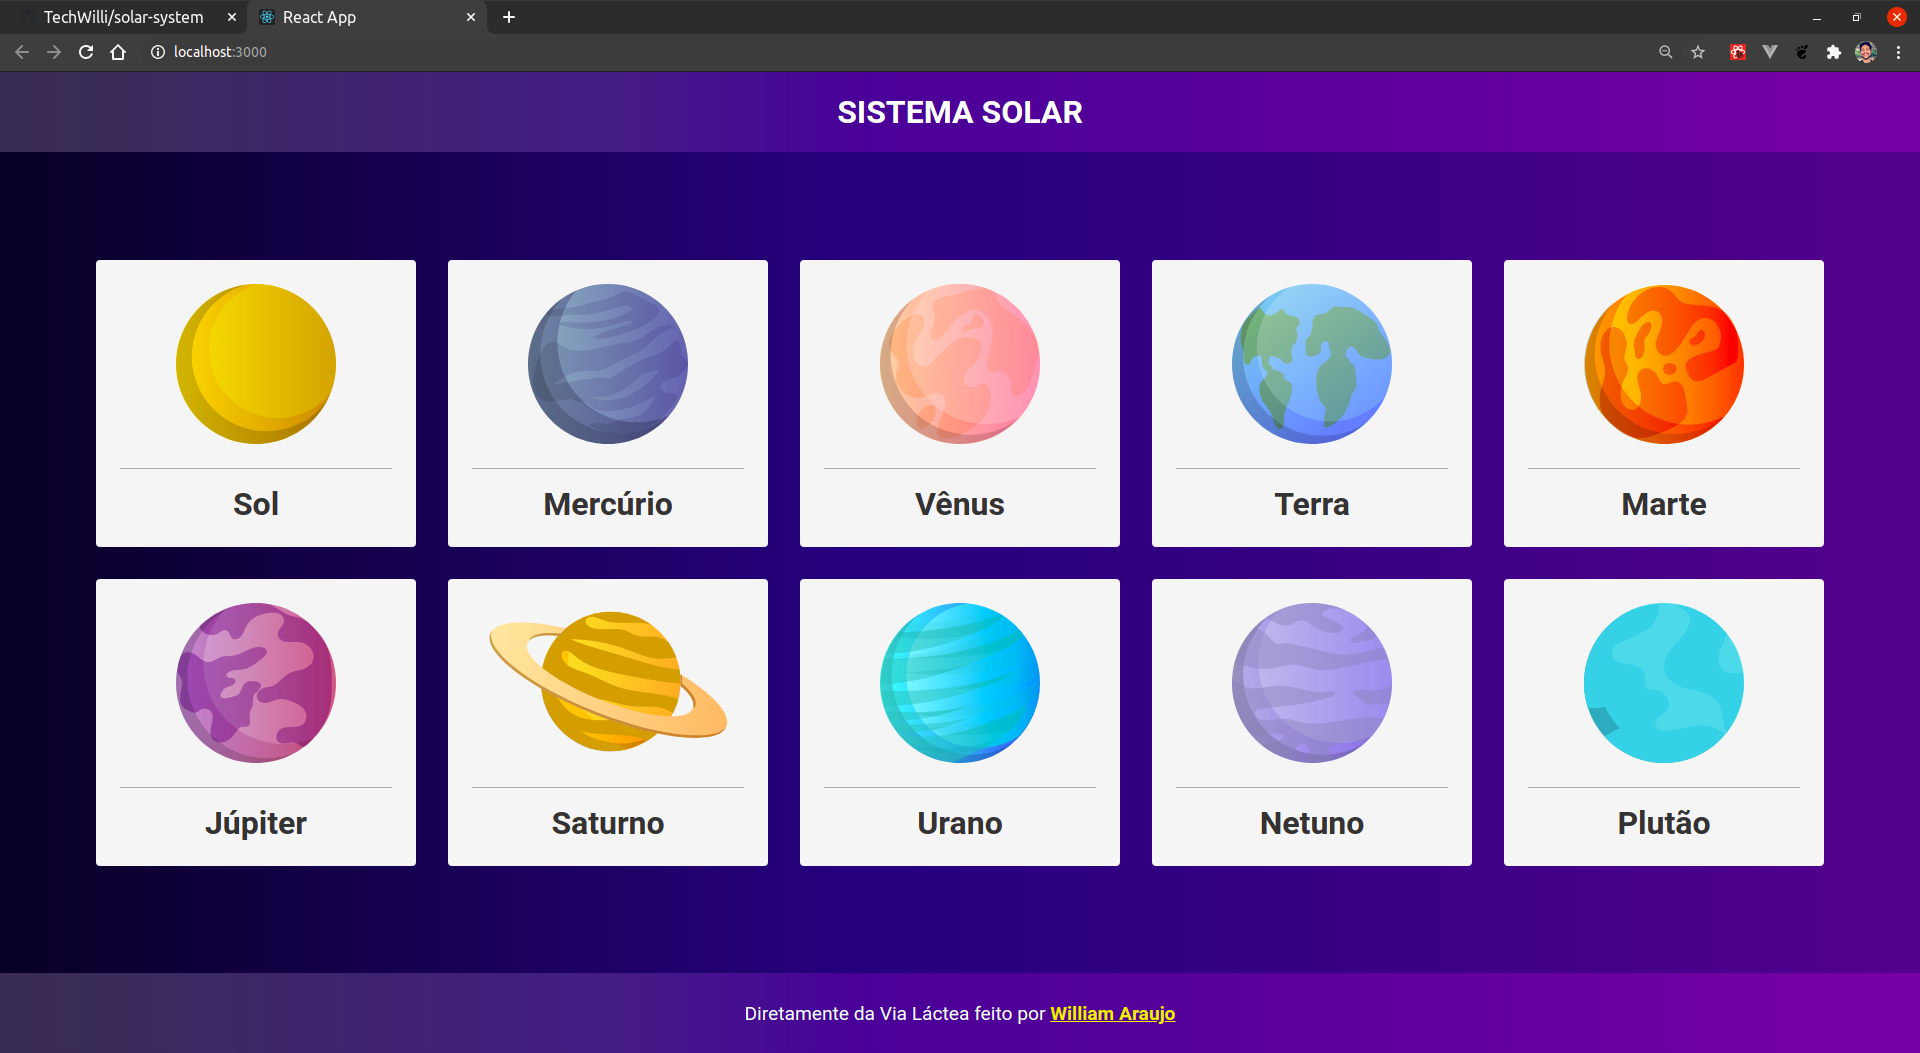 TechWilli/solar-system
React App
localhost:3000
SISTEMA SOLAR
Sol
Mercúrio
Vênus
Terra
Marte
Júpiter
Saturno
Urano
Netuno
Plutão
Diretamente da Via Láctea feito por William Araujo